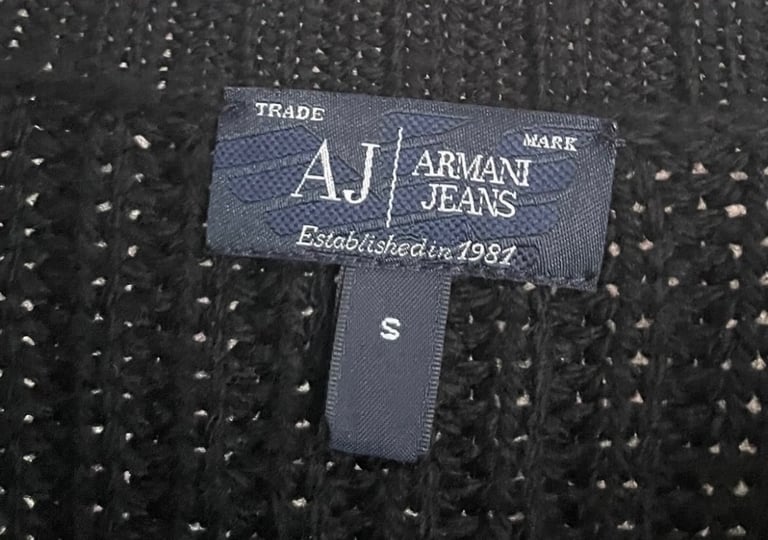 TRADE MARK
AJ ARMANI
JEANS
Established in 1981
S